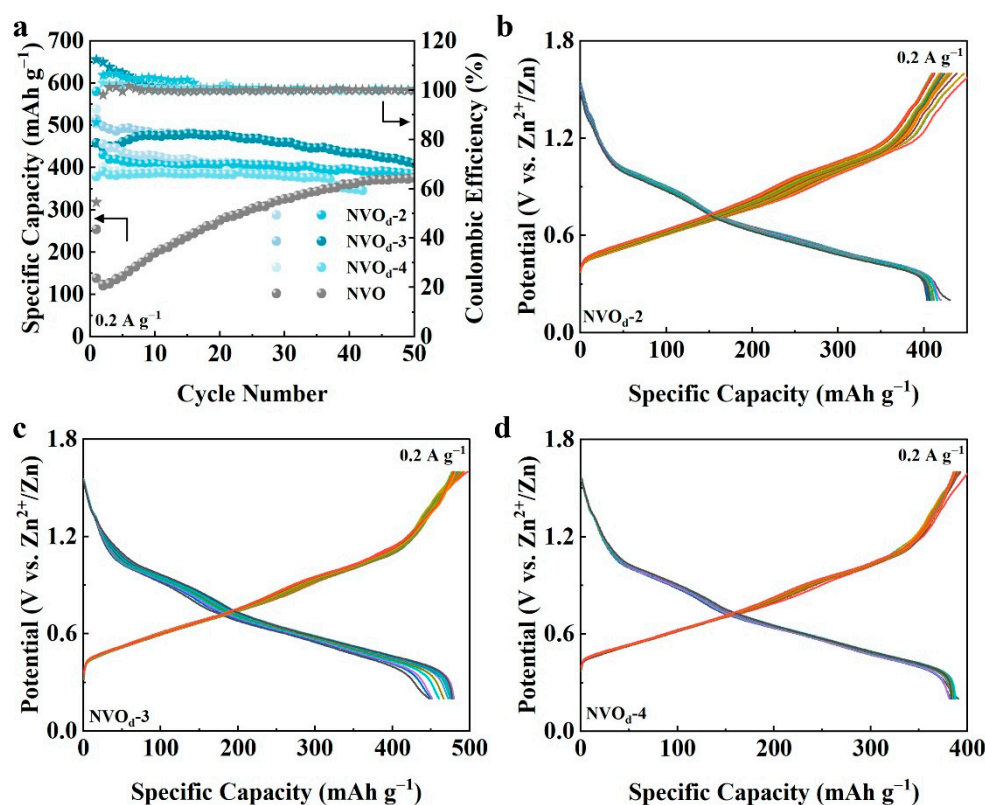 a
Specific Capacity (mAh g⁻¹)
700
600
500
400
300
200
100
0
0 10 20 30 40 50
Cycle Number
120
100
80
60
40
20
0
Coulombic Efficiency (%)
NVOd-2
NVOd-3
NVOd-4
NVO
0.2 A g⁻¹
b
Potential (V vs. Zn²⁺/Zn)
1.8
1.2
0.6
0.0
0 100 200 300 400
Specific Capacity (mAh g⁻¹)
0.2 A g⁻¹
NVOd-2
c
Potential (V vs. Zn²⁺/Zn)
1.8
1.2
0.6
0.0
0 100 200 300 400 500
Specific Capacity (mAh g⁻¹)
0.2 A g⁻¹
NVOd-3
d
Potential (V vs. Zn²⁺/Zn)
1.8
1.2
0.6
0.0
0 100 200 300 400
Specific Capacity (mAh g⁻¹)
0.2 A g⁻¹
NVOd-4